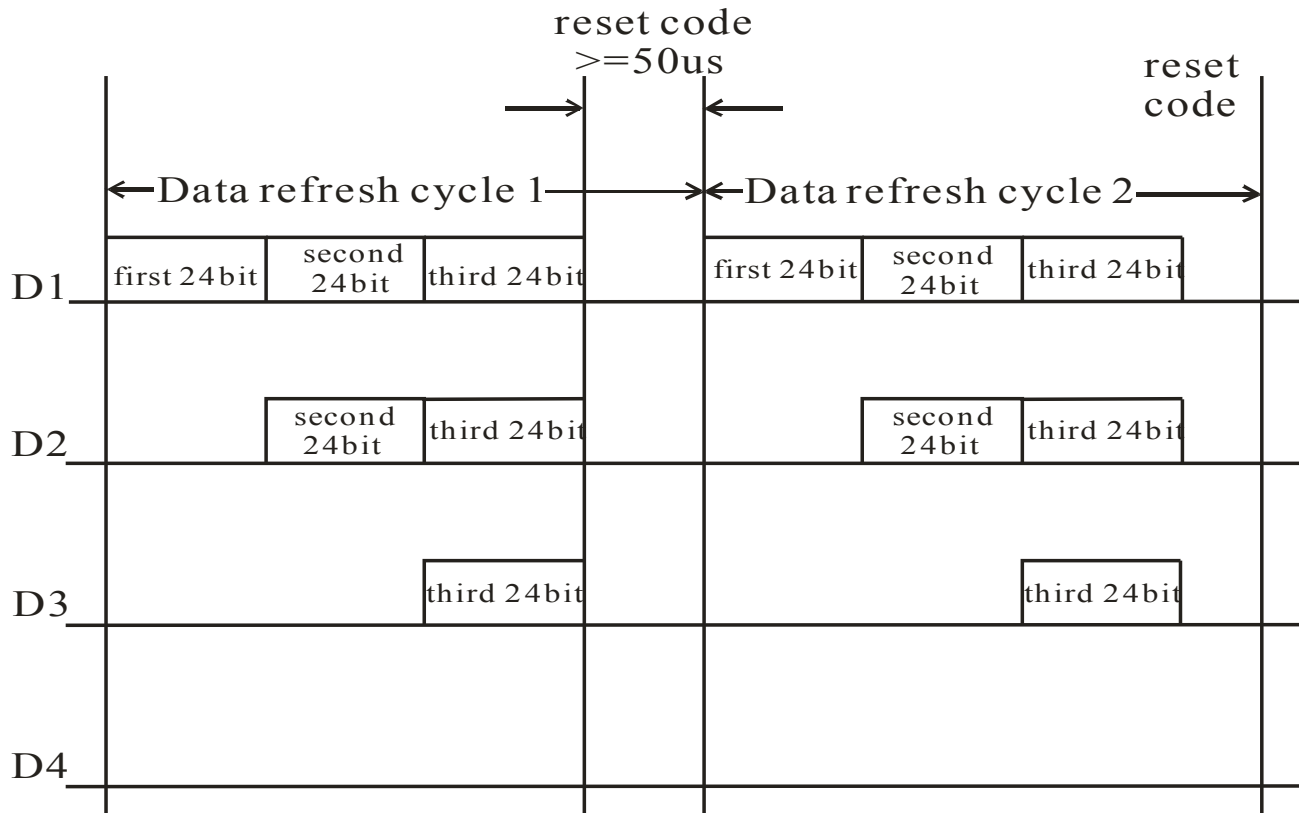 reset code
>=50us
reset
code
Data refresh cycle 1
Data refresh cycle 2
D1
first 24bit
second
24bit
third 24bit
first 24bit
second
24bit
third 24bit
D2
second
24bit
third 24bit
second
24bit
third 24bit
D3
third 24bit
third 24bit
D4